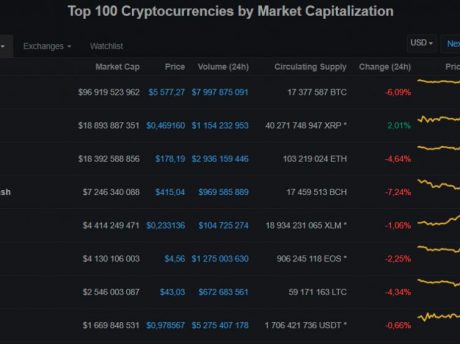 Top 100 Cryptocurrencies by Market Capitalization
Exchanges Watchlist USD Nex
Market Cap Price Volume (24h) Circulating Supply Change (24h) Pric
$96 919 523 962 $5 577,27 $7 997 875 091 17 377 587 BTC -6,09%
$18 893 887 351 $0,469160 $1 154 232 953 40 271 748 947 XRP * 2,01%
$18 392 588 856 $178,19 $2 936 159 446 103 219 024 ETH -4,64%
sh $7 246 340 088 $415,04 $969 585 889 17 459 513 BCH -7,24%
$4 414 249 471 $0,233136 $104 725 274 18 934 231 065 XLM * -1,06%
$4 130 106 003 $4,56 $1 275 003 630 906 245 118 EOS * -2,25%
$2 546 003 087 $43,03 $672 683 561 59 171 163 LTC -4,34%
$1 669 848 531 $0,978567 $5 275 407 178 1 706 421 736 USDT * -0,66%